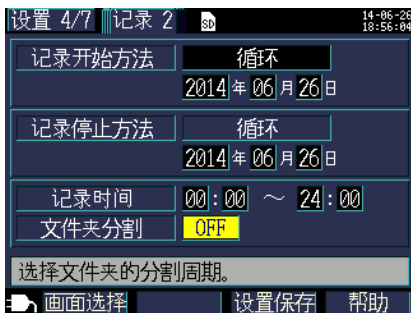 设置 4/7 记录 2 SD 14-06-26
18:56:04
记录开始方法 循环
2014年06月26日
记录停止方法 循环
2014年06月26日
记录时间 00:00 ～ 24:00
文件夹分割 OFF
选择文件夹的分割周期。
画面选择 设置保存 帮助